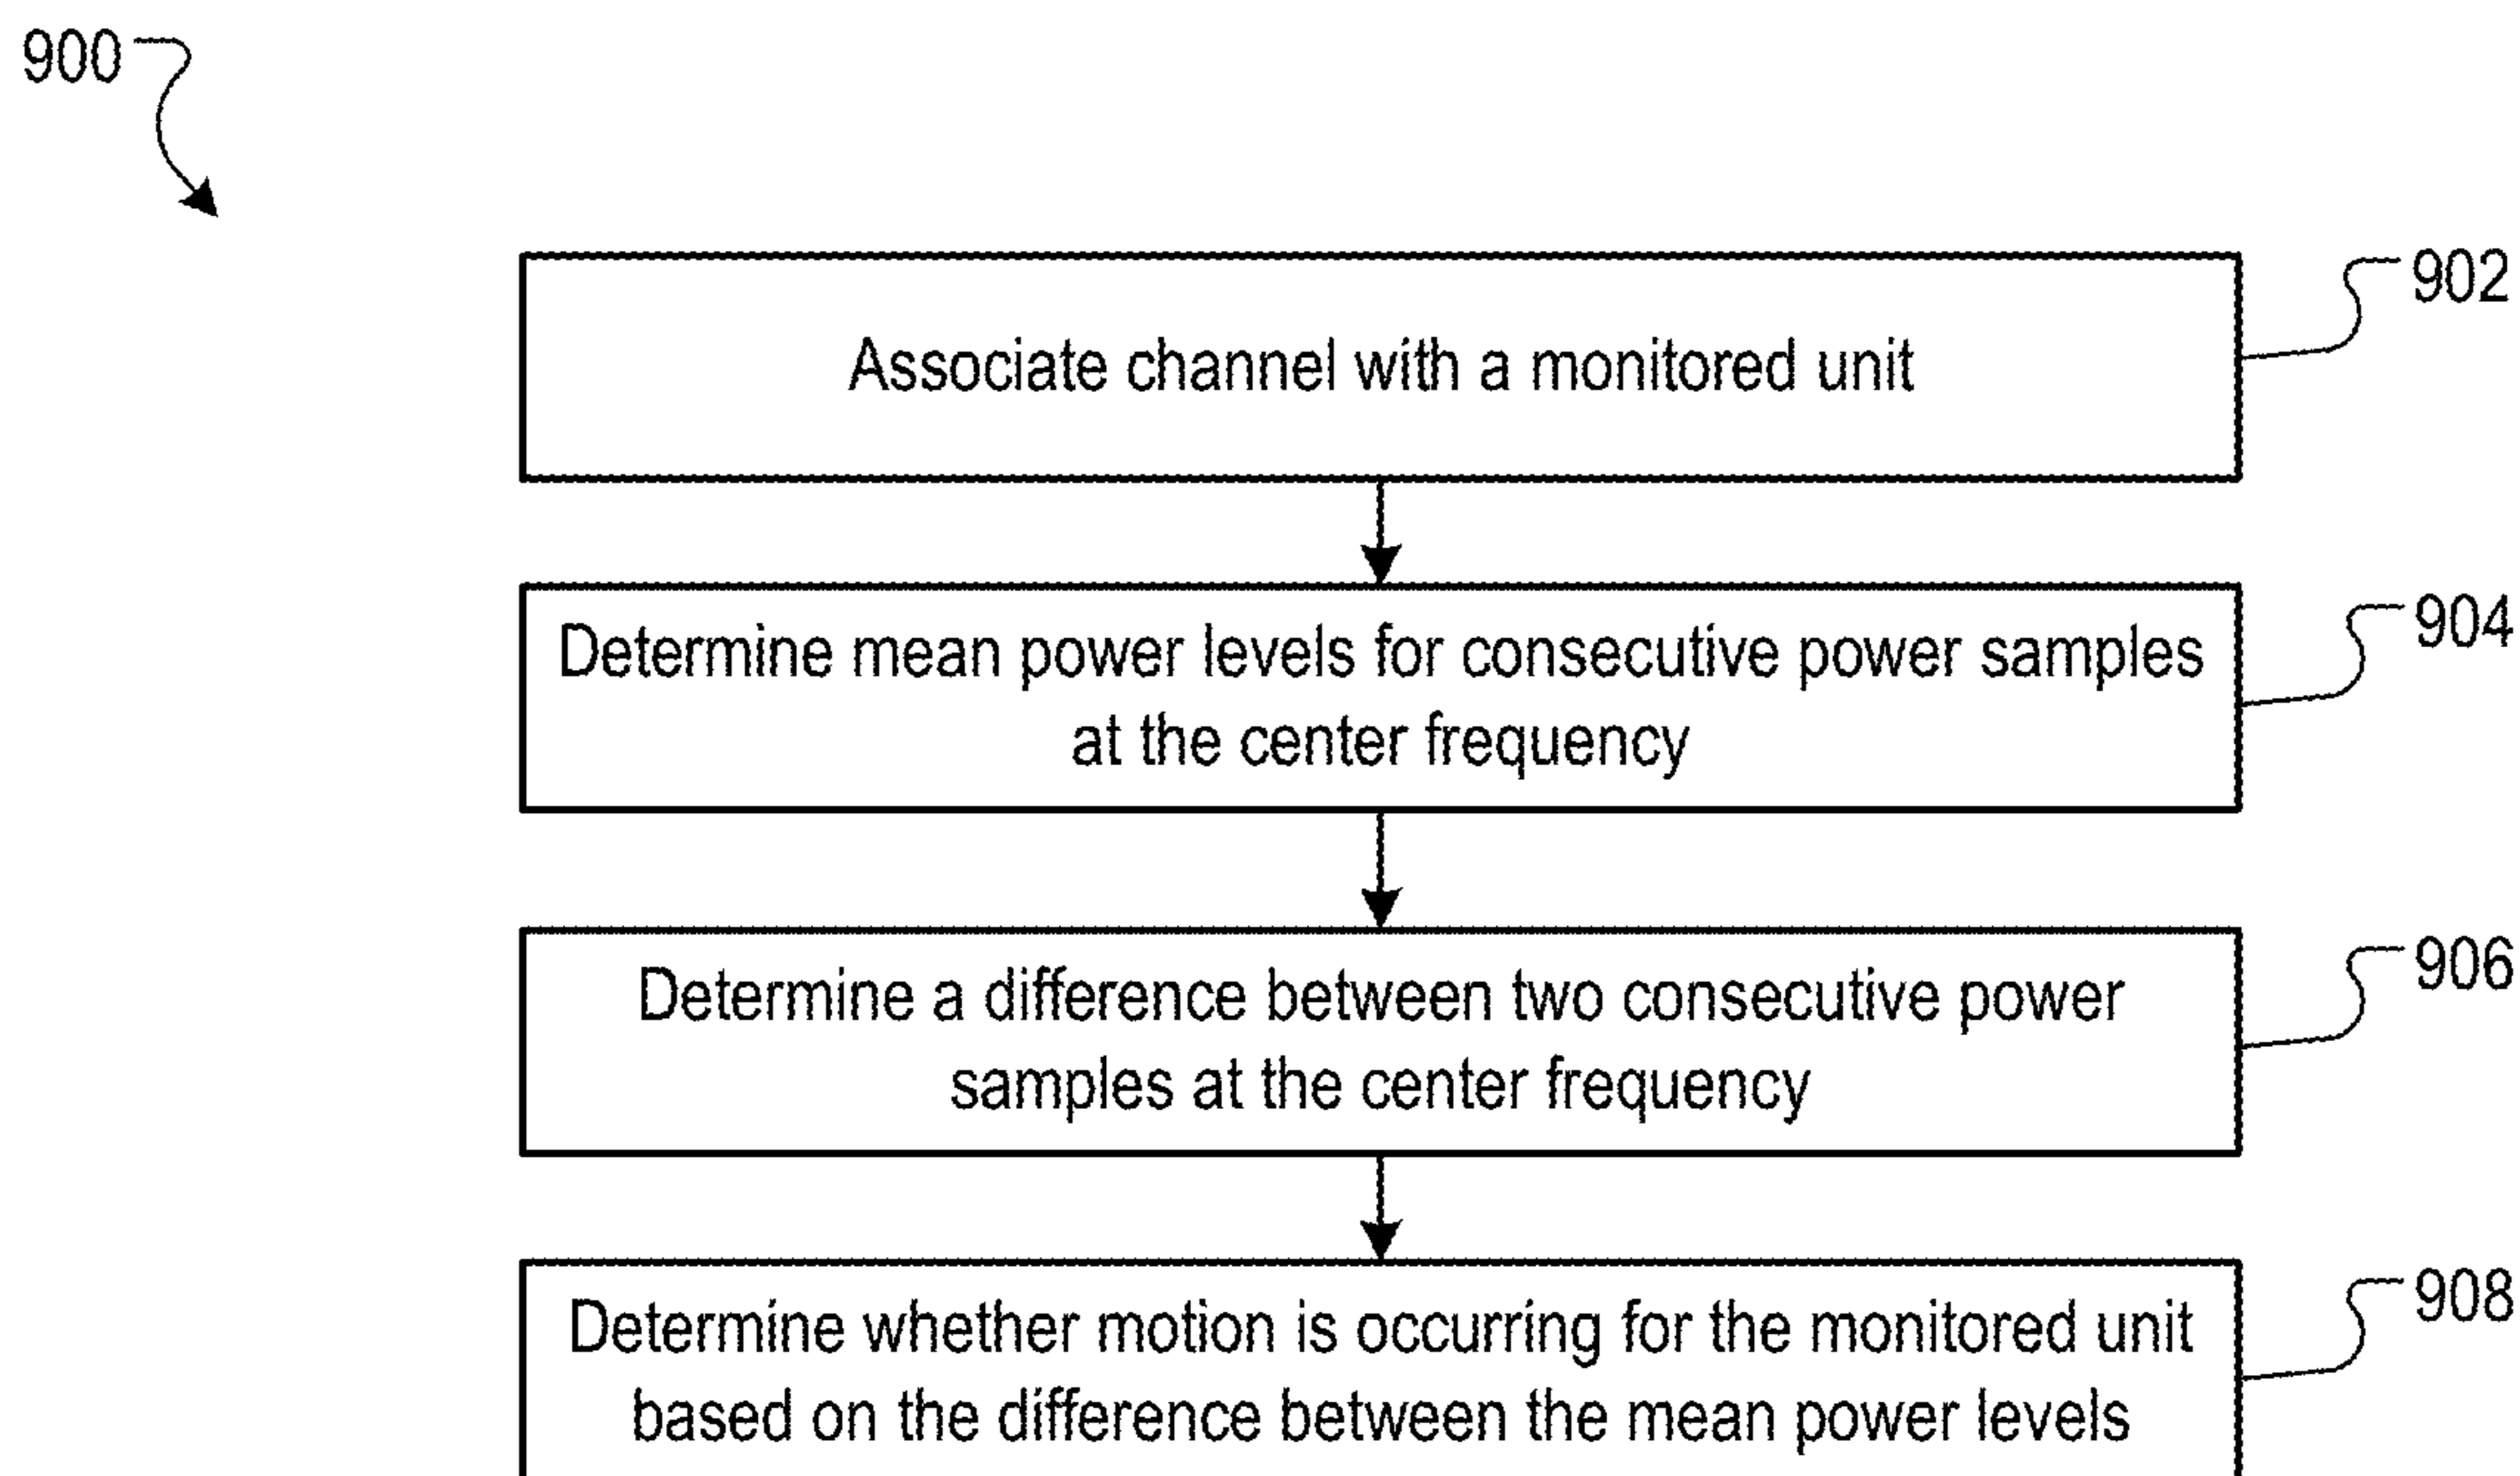 900
902
Associate channel with a monitored unit
904
Determine mean power levels for consecutive power samples
at the center frequency
906
Determine a difference between two consecutive power
samples at the center frequency
908
Determine whether motion is occurring for the monitored unit
based on the difference between the mean power levels